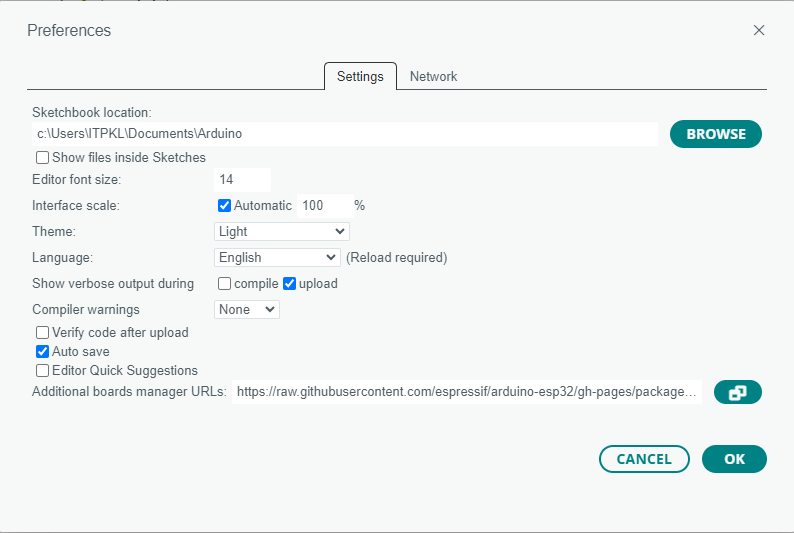 Preferences
Settings Network
Sketchbook location:
c:\Users\ITPKL\Documents\Arduino BROWSE
Show files inside Sketches
Editor font size: 14
Interface scale: Automatic 100 %
Theme: Light
Language: English (Reload required)
Show verbose output during compile upload
Compiler warnings None
Verify code after upload
Auto save
Editor Quick Suggestions
Additional boards manager URLs: https://raw.githubusercontent.com/espressif/arduino-esp32/gh-pages/package...
CANCEL OK